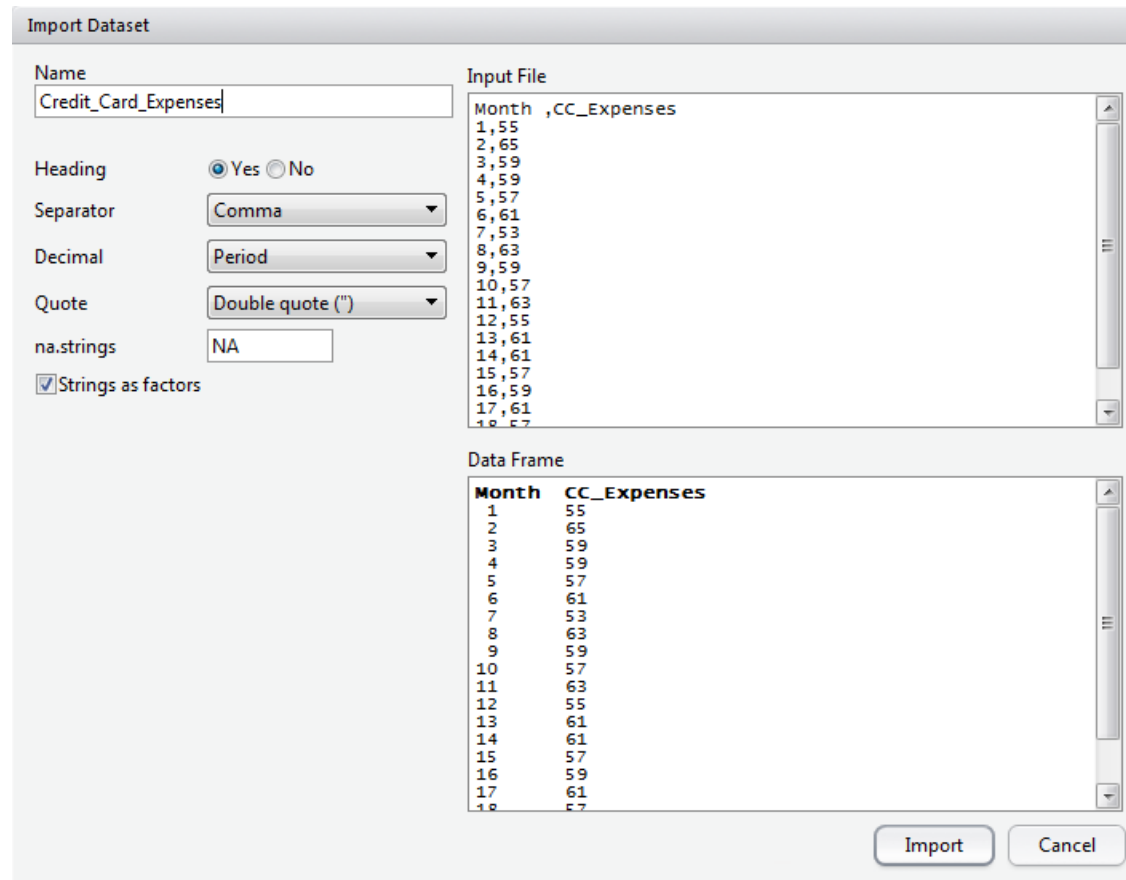 Import Dataset
Name
Credit_Card_Expenses
Heading
Yes No
Separator
Comma
Decimal
Period
Quote
Double quote (")
na.strings
NA
Strings as factors
Input File
Month ,CC_Expenses
1,55
2,65
3,59
4,59
5,57
6,61
7,53
8,63
9,59
10,57
11,63
12,55
13,61
14,61
15,57
16,59
17,61
18,57
Data Frame
Month CC_Expenses
1 55
2 65
3 59
4 59
5 57
6 61
7 53
8 63
9 59
10 57
11 63
12 55
13 61
14 61
15 57
16 59
17 61
18 57
Import Cancel